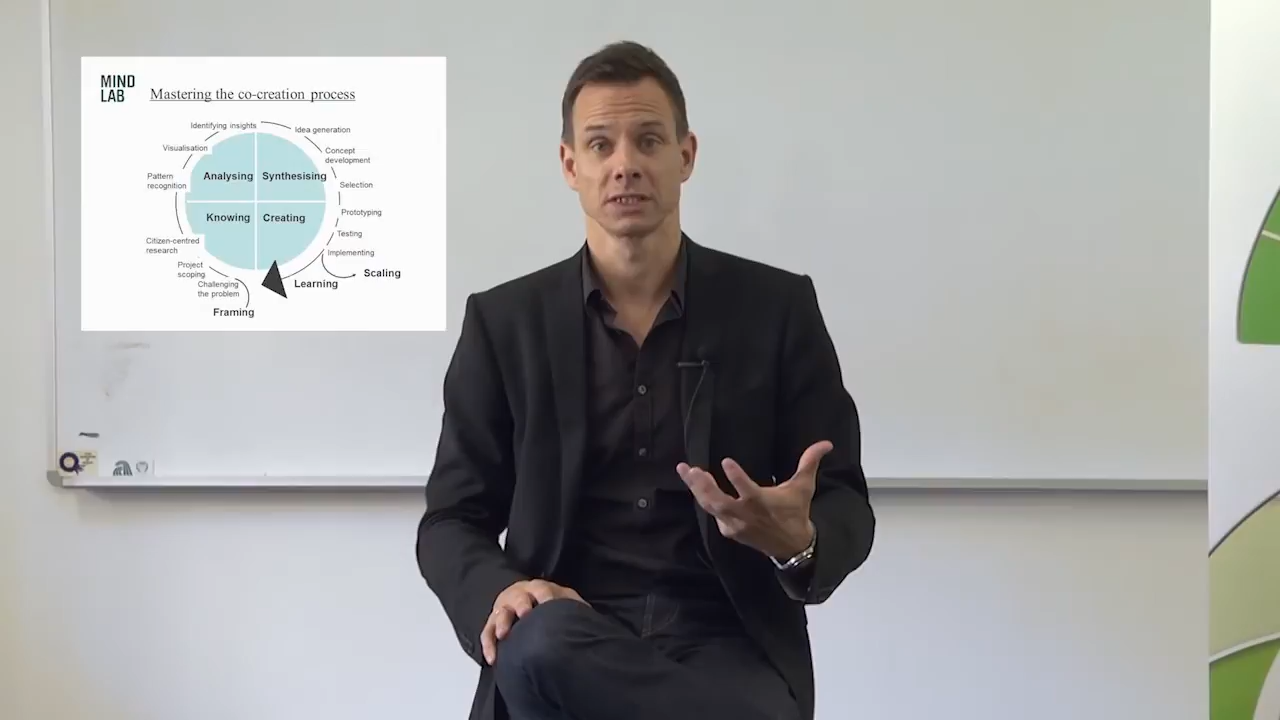 MIND
LAB
Mastering the co-creation process
Identifying insights
Idea generation
Visualisation
Concept
development
Pattern
recognition
Analysing
Synthesising
Selection
Knowing
Creating
Prototyping
Testing
Citizen-centred
research
Implementing
Project
scoping
Scaling
Challenging
the problem
Learning
Framing